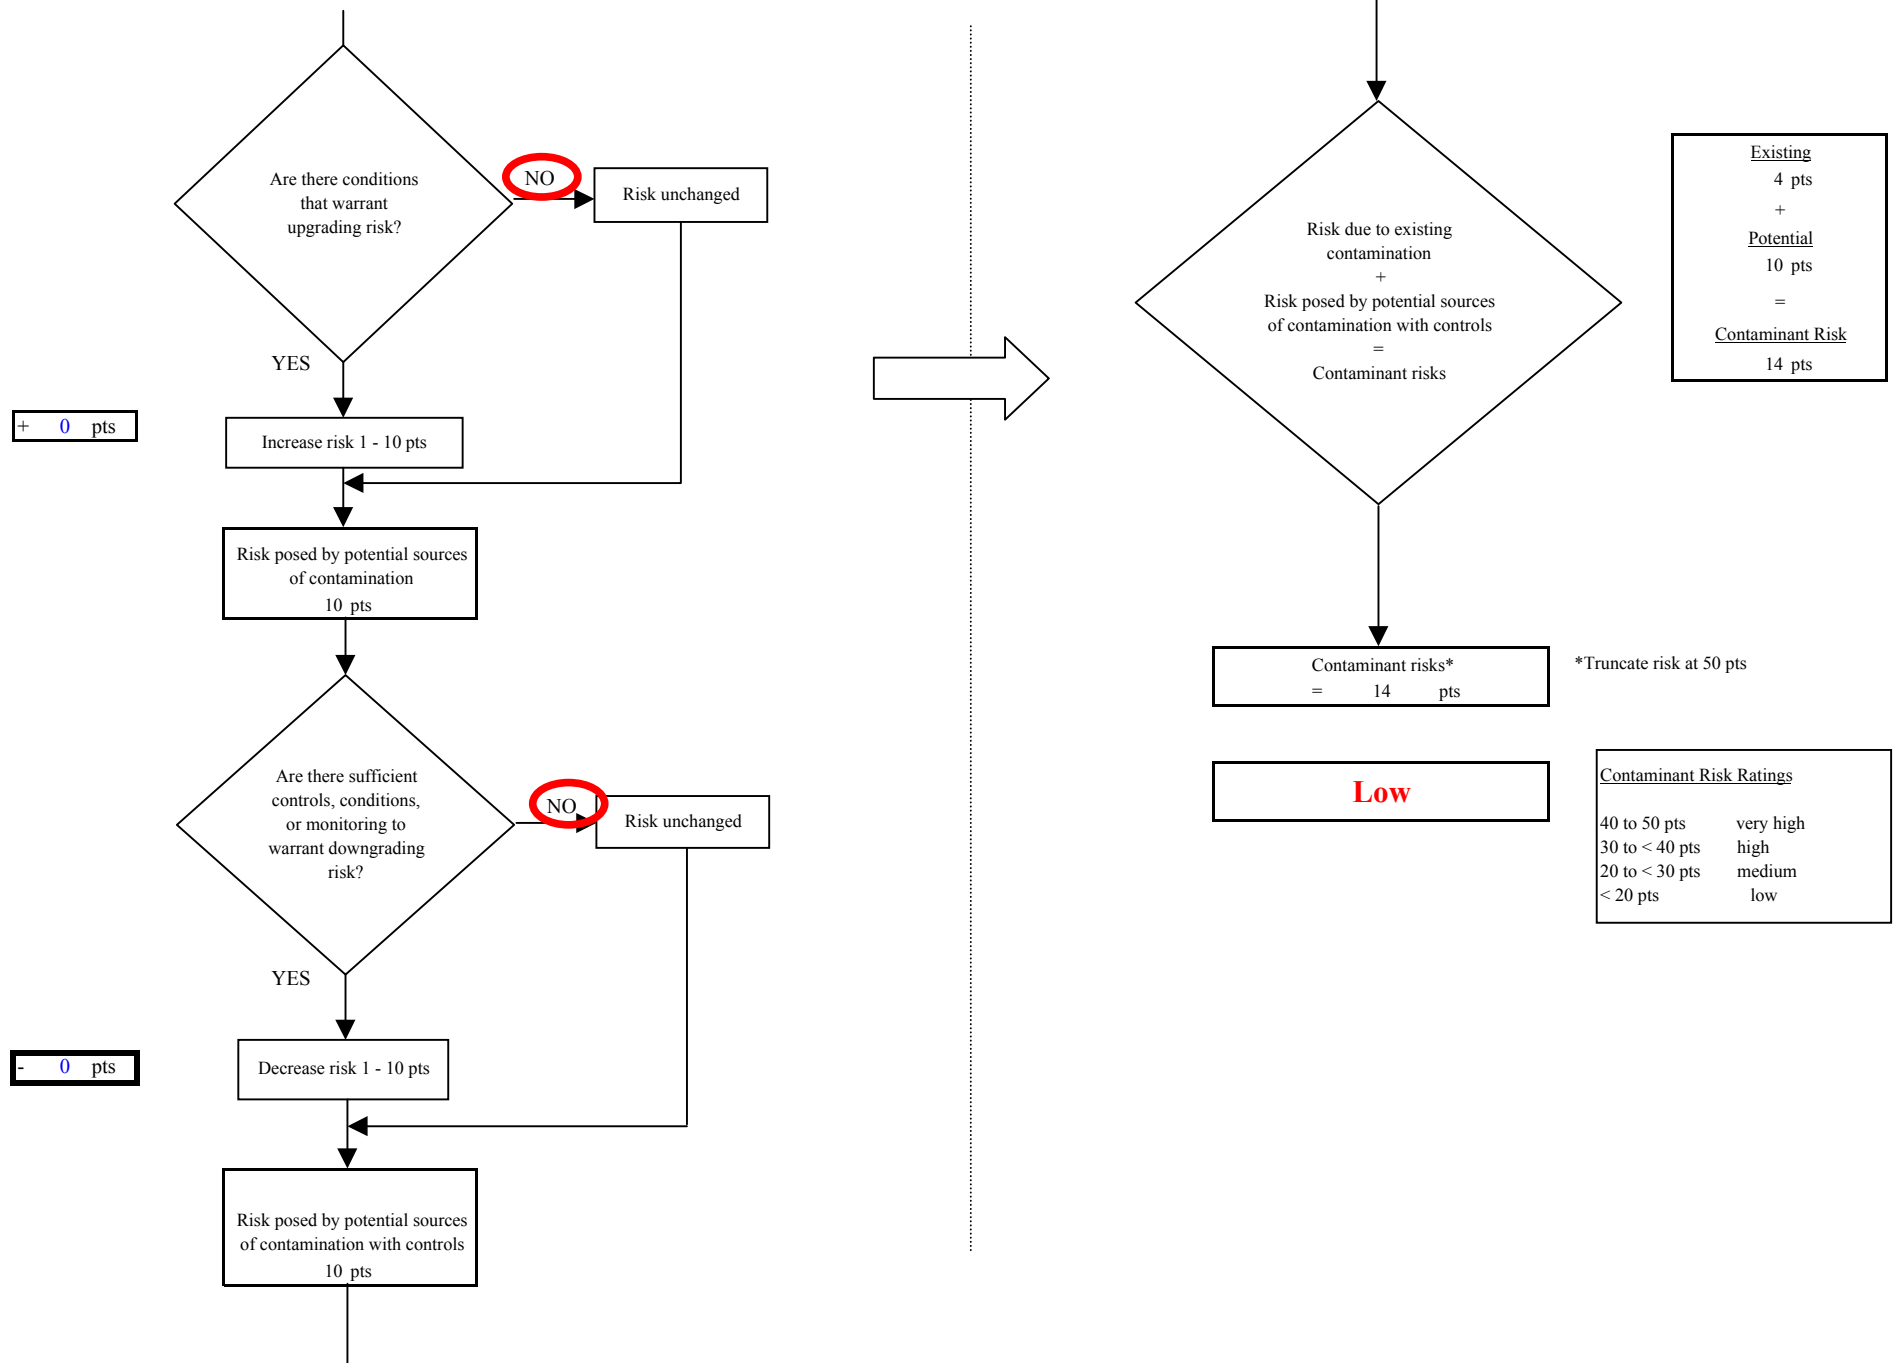 Are there conditions
that warrant
upgrading risk?
NO
Risk unchanged
YES
+ 0 pts
Increase risk 1 - 10 pts
Risk posed by potential sources
of contamination
10 pts
Are there sufficient
controls, conditions,
or monitoring to
warrant downgrading
risk?
NO
Risk unchanged
YES
- 0 pts
Decrease risk 1 - 10 pts
Risk posed by potential sources
of contamination with controls
10 pts
Risk due to existing
contamination
+
Risk posed by potential sources
of contamination with controls
=
Contaminant risks
Existing
4 pts
+
Potential
10 pts
=
Contaminant Risk
14 pts
Contaminant risks*
= 14 pts
*Truncate risk at 50 pts
Low
Contaminant Risk Ratings
40 to 50 pts very high
30 to < 40 pts high
20 to < 30 pts medium
< 20 pts low